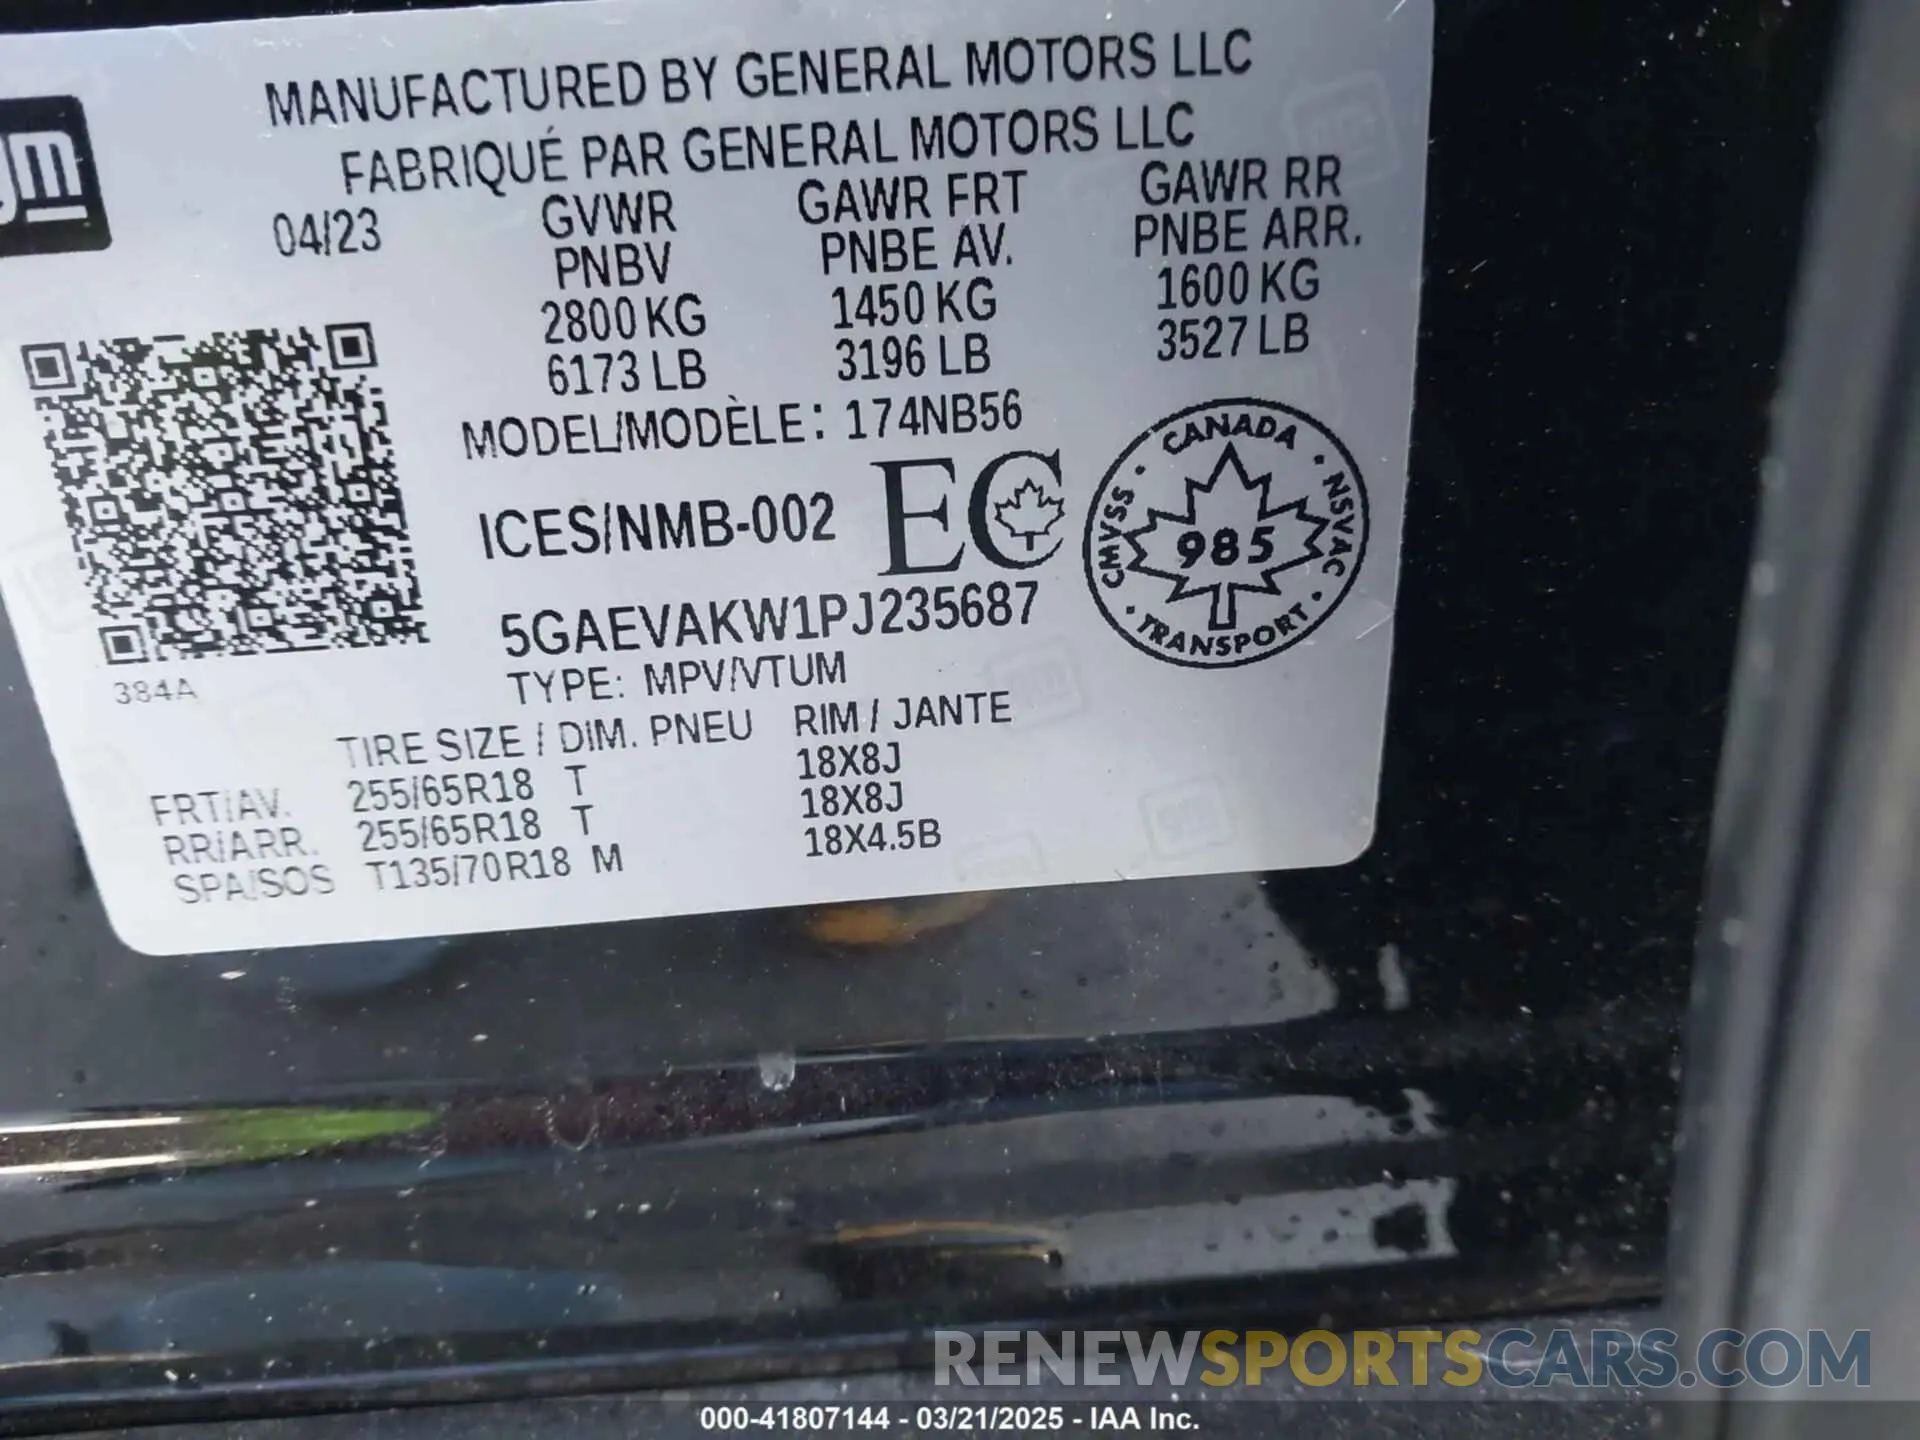 gm
MANUFACTURED BY GENERAL MOTORS LLC
FABRIQUÉ PAR GENERAL MOTORS LLC
04/23 GVWR GAWR FRT GAWR RR
PNBV PNBE AV. PNBE ARR.
2800 KG 1450 KG 1600 KG
6173 LB 3196 LB 3527 LB
MODEL/MODÈLE: 174NB56
ICES/NMB-002 EC
CANADA · NSVAC · TRANSPORT · CMVSS ·
985
5GAEVAKW1PJ235687
384A
TYPE: MPV/VTUM
TIRE SIZE / DIM. PNEU RIM / JANTE
FRT/AV. 255/65R18 T 18X8J
RR/ARR. 255/65R18 T 18X8J
SPA/SOS T135/70R18 M 18X4.5B
RENEWSPORTSCARS.COM
000-41807144 - 03/21/2025 - IAA Inc.